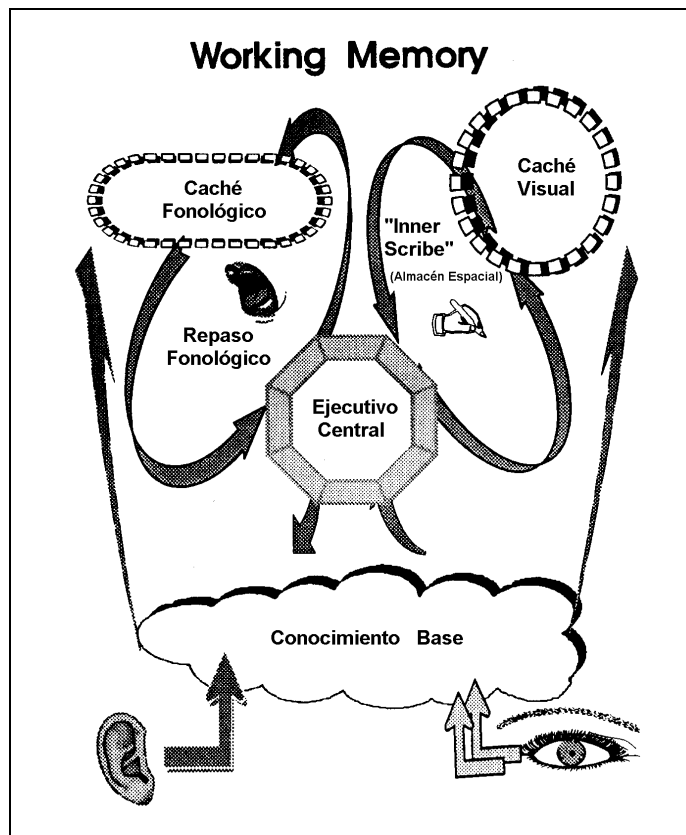 Working Memory
Caché
Fonológico
Caché
Visual
"Inner
Scribe"
(Almacén Espacial)
Repaso
Fonológico
Ejecutivo
Central
Conocimiento Base